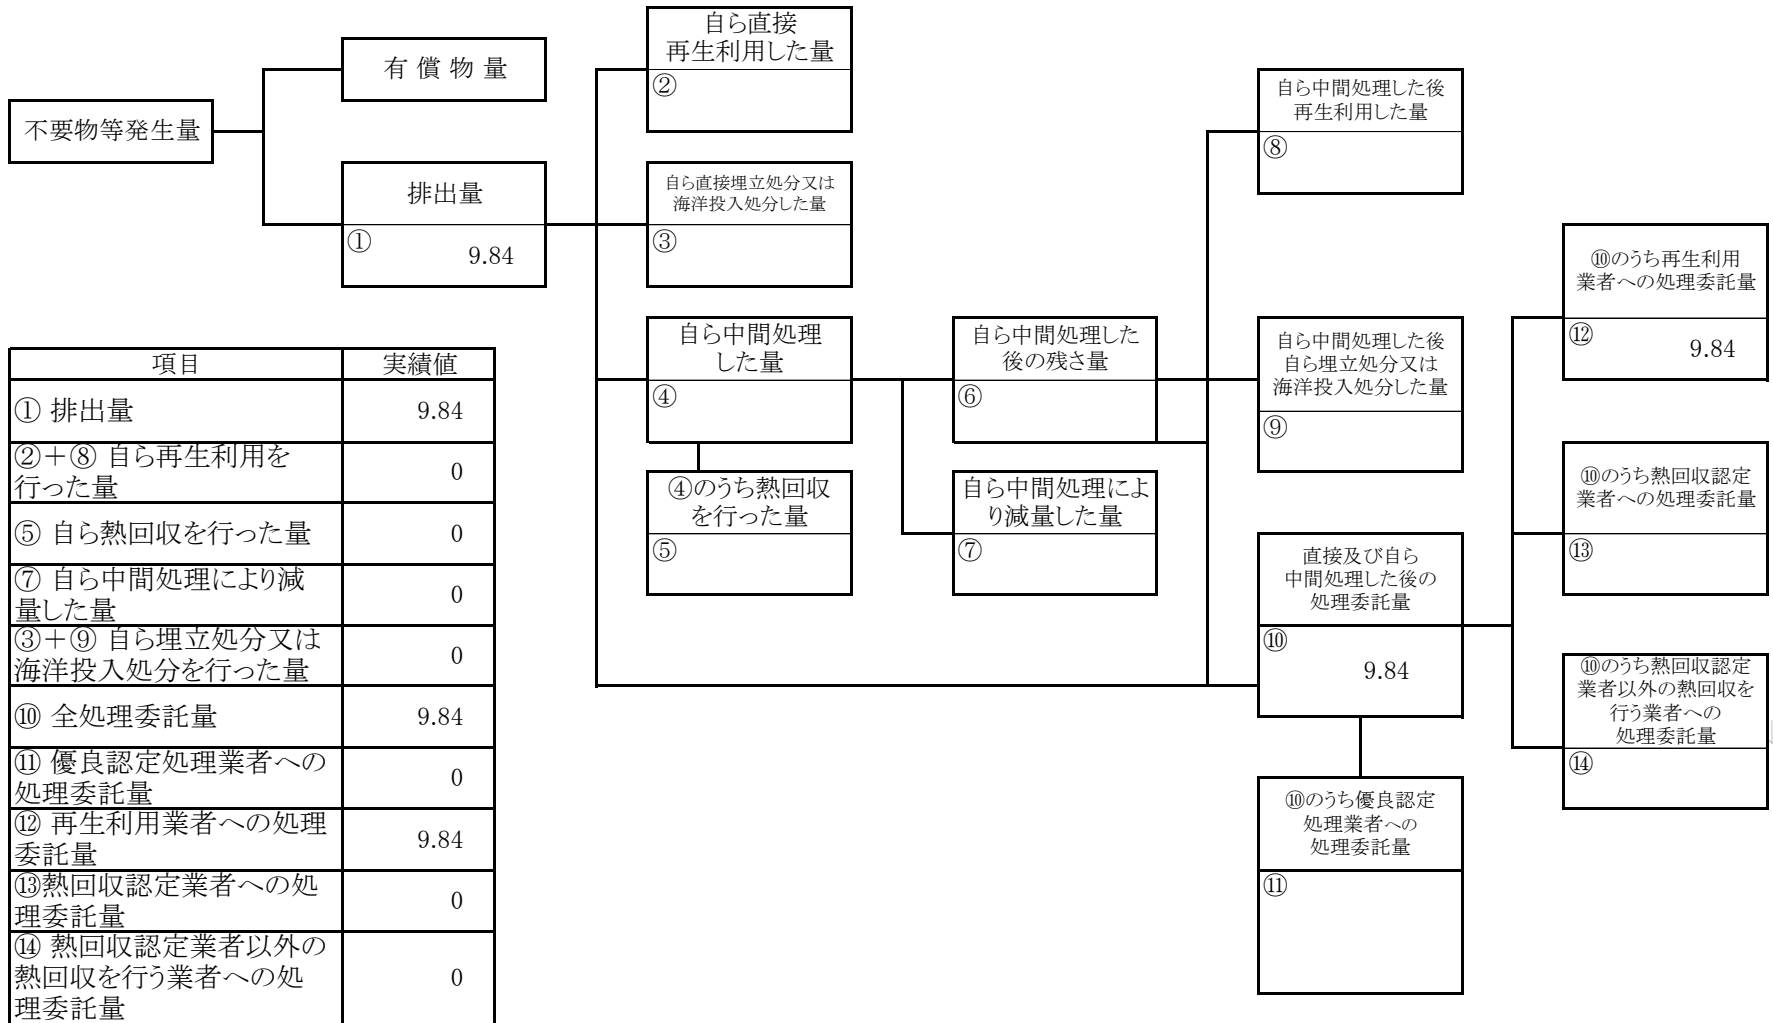 不要物等発生量
有 償 物 量
排出量
①
9.84
自ら直接
再生利用した量
②
自ら直接埋立処分又は
海洋投入処分した量
③
自ら中間処理
した量
④
④のうち熱回収
を行った量
⑤
自ら中間処理した
後の残さ量
⑥
自ら中間処理によ
り減量した量
⑦
自ら中間処理した後
再生利用した量
⑧
自ら中間処理した後
自ら埋立処分又は
海洋投入処分した量
⑨
直接及び自ら
中間処理した後の
処理委託量
⑩
9.84
⑩のうち優良認定
処理業者への
処理委託量
⑪
⑩のうち再生利用
業者への処理委託量
⑫
9.84
⑩のうち熱回収認定
業者への処理委託量
⑬
⑩のうち熱回収認定
業者以外の熱回収を
行う業者への
処理委託量
⑭
項目 実績値
① 排出量 9.84
②＋⑧ 自ら再生利用を
行った量
0
⑤ 自ら熱回収を行った量 0
⑦ 自ら中間処理により減
量した量
0
③＋⑨ 自ら埋立処分又は
海洋投入処分を行った量
0
⑩ 全処理委託量 9.84
⑪ 優良認定処理業者への
処理委託量
0
⑫ 再生利用業者への処理
委託量
9.84
⑬熱回収認定業者への処
理委託量
0
⑭ 熱回収認定業者以外の
熱回収を行う業者への処
理委託量
0